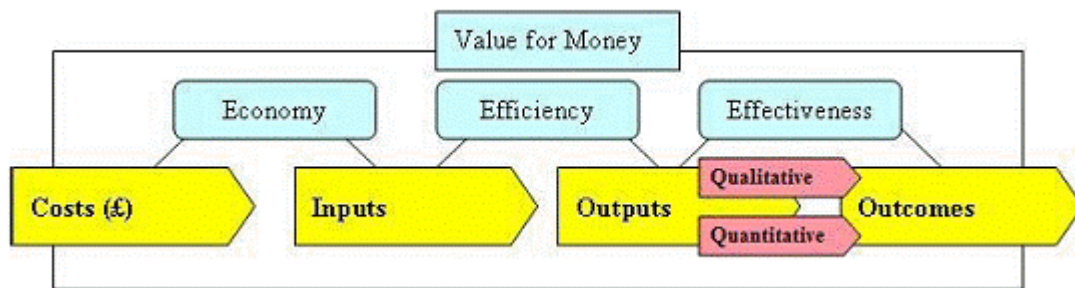 Value for Money
Economy
Efficiency
Effectiveness
Costs (£)
Inputs
Outputs
Qualitative
Quantitative
Outcomes